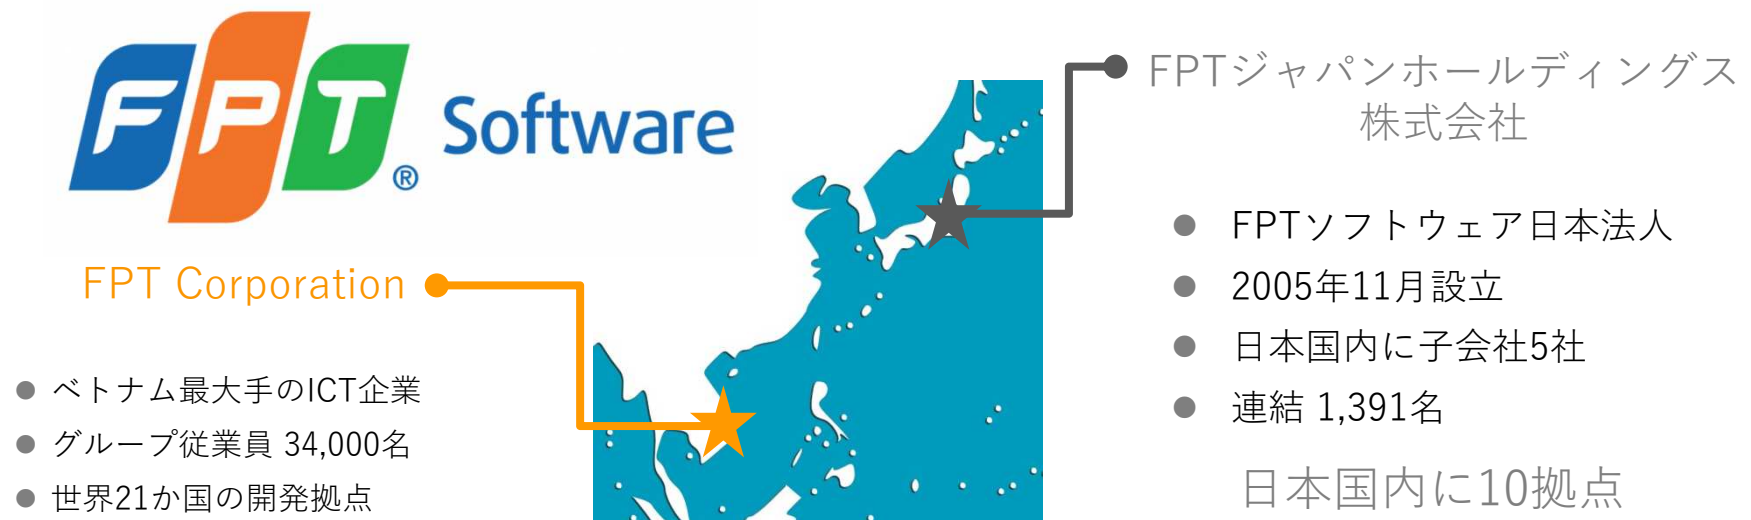 FPT® Software
FPT Corporation
ベトナム最大手のICT企業
グループ従業員 34,000名
世界21か国の開発拠点
FPTジャパンホールディングス
株式会社
FPTソフトウェア日本法人
2005年11月設立
日本国内に子会社5社
連結 1,391名
日本国内に10拠点